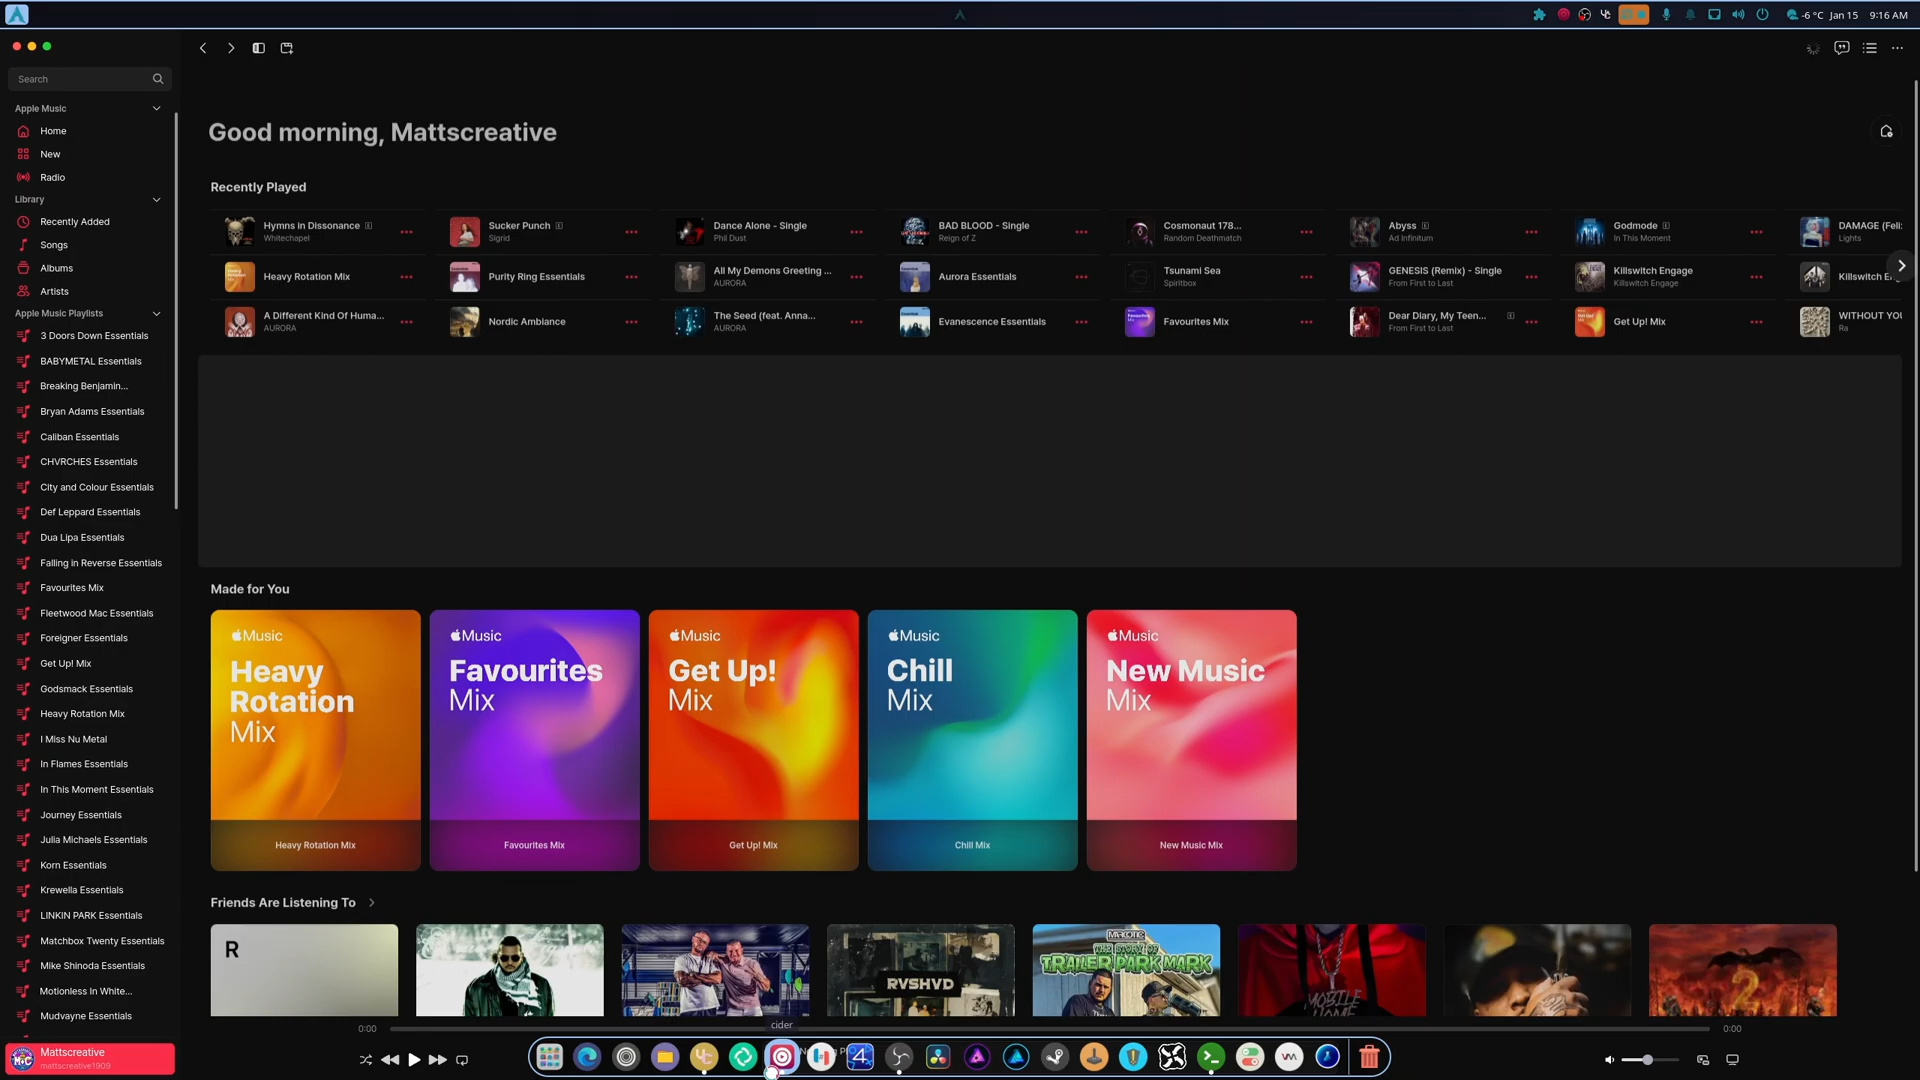 -6 °C Jan 15 9:16 AM
Search
Apple Music
Home
New
Radio
Library
Recently Added
Songs
Albums
Artists
Apple Music Playlists
3 Doors Down Essentials
BABYMETAL Essentials
Breaking Benjamin...
Bryan Adams Essentials
Caliban Essentials
CHVRCHES Essentials
City and Colour Essentials
Def Leppard Essentials
Dua Lipa Essentials
Falling in Reverse Essentials
Favourites Mix
Fleetwood Mac Essentials
Foreigner Essentials
Get Up! Mix
Godsmack Essentials
Heavy Rotation Mix
I Miss Nu Metal
In Flames Essentials
In This Moment Essentials
Journey Essentials
Julia Michaels Essentials
Korn Essentials
Krewella Essentials
LINKIN PARK Essentials
Matchbox Twenty Essentials
Mike Shinoda Essentials
Motionless In White...
Mudvayne Essentials
Mattscreative
mattscreative1909
Good morning, Mattscreative
Recently Played
Hymns in Dissonance E
Whitechapel
Sucker Punch E
Sigrid
Dance Alone - Single
Phil Dust
BAD BLOOD - Single
Reign of Z
Cosmonaut 178...
Random Deathmatch
Abyss E
Ad Infinitum
Godmode E
In This Moment
DAMAGE (Feli:
Lights
Heavy Rotation Mix
Purity Ring Essentials
All My Demons Greeting ...
AURORA
Aurora Essentials
Tsunami Sea
Spiritbox
GENESIS (Remix) - Single
From First to Last
Killswitch Engage
Killswitch Engage
Killswitch E
A Different Kind Of Huma...
AURORA
Nordic Ambiance
The Seed (feat. Anna...
AURORA
Evanescence Essentials
Favourites Mix
Dear Diary, My Teen... E
From First to Last
Get Up! Mix
WITHOUT YOU
Ra
Made for You
Music
Heavy
Rotation
Mix
Heavy Rotation Mix
Music
Favourites
Mix
Favourites Mix
Music
Get Up!
Mix
Get Up! Mix
Music
Chill
Mix
Chill Mix
Music
New Music
Mix
New Music Mix
Friends Are Listening To
R
RVSHVD
MARCOTIC
THE STORY OF
TRAILER PARK MARK
MOBILE
HOME
2
0:00
cider
0:00